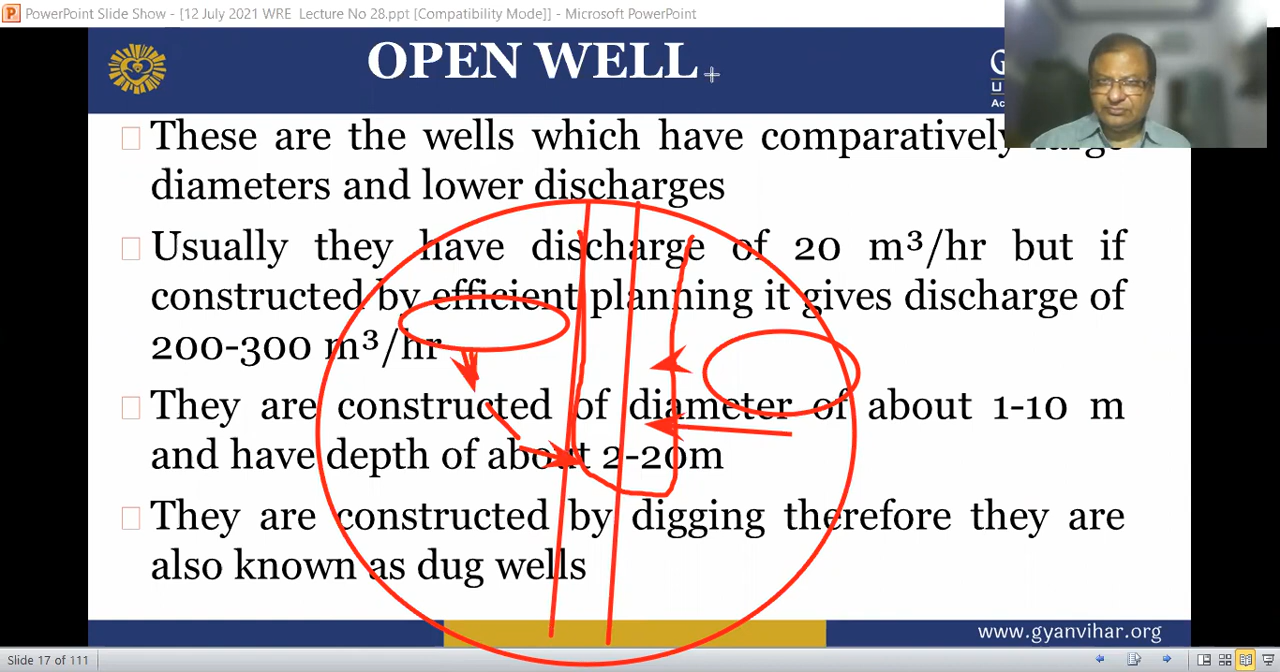 PowerPoint Slide Show - [12 July 2021 WRE Lecture No 28.ppt [Compatibility Mode]] - Microsoft PowerPoint
OPEN WELL
G
U
Ac
These are the wells which have comparatively large
diameters and lower discharges
Usually they have discharge of 20 m³/hr but if
constructed by efficient planning it gives discharge of
200-300 m³/hr
They are constructed of diameter of about 1-10 m
and have depth of about 2-20m
They are constructed by digging therefore they are
also known as dug wells
www.gyanvihar.org
Slide 17 of 111